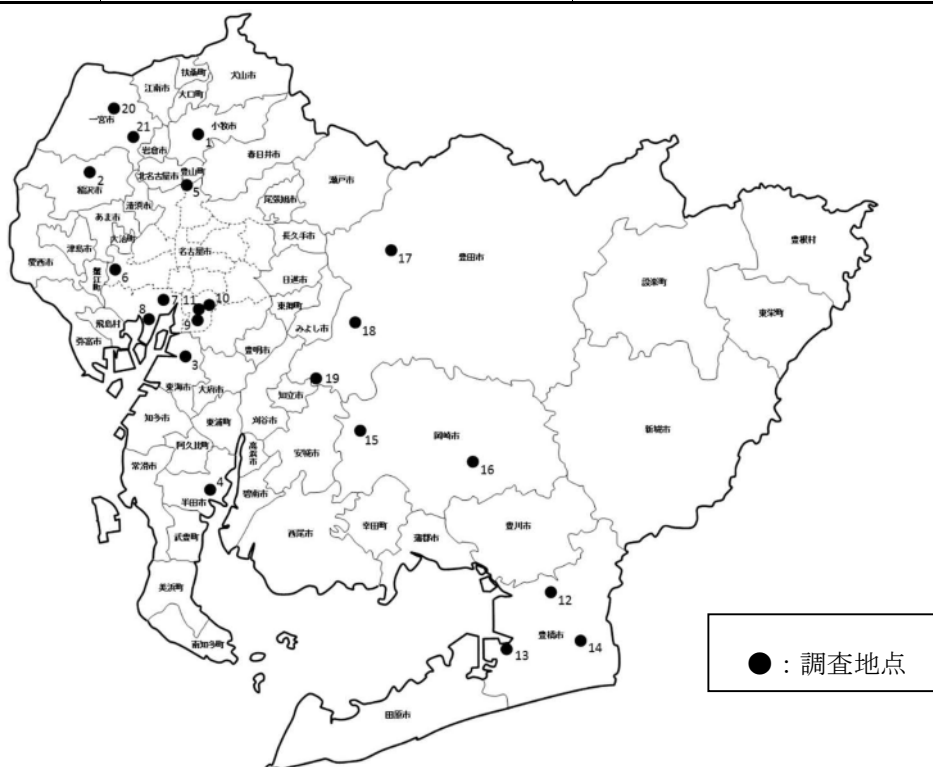 扶桑町
犬山市
江南市
大口町
20
一宮市
小牧市
21
1
岩倉市
春日井市
豊山町
北名古屋市
瀬戸市
2
稲沢市
5
清須市
尾張旭市
あま市
長久手市
大治町
津島市
名古屋市
愛西市
17
豊田市
豊根村
設楽町
6
蟹江町
日進市
東栄町
7
11
10
東郷町
8
9
飛島村
みよし市
18
弥富市
豊明市
3
東海市
大府市
19
知立市
知多市
東浦町
刈谷市
15
岡崎市
新城市
阿久比町
高浜市
安城市
16
常滑市
4
半田市
碧南市
武豊町
西尾市
幸田町
蒲郡市
豊川市
美浜町
12
豊橋市
14
13
南知多町
田原市
●：調査地点